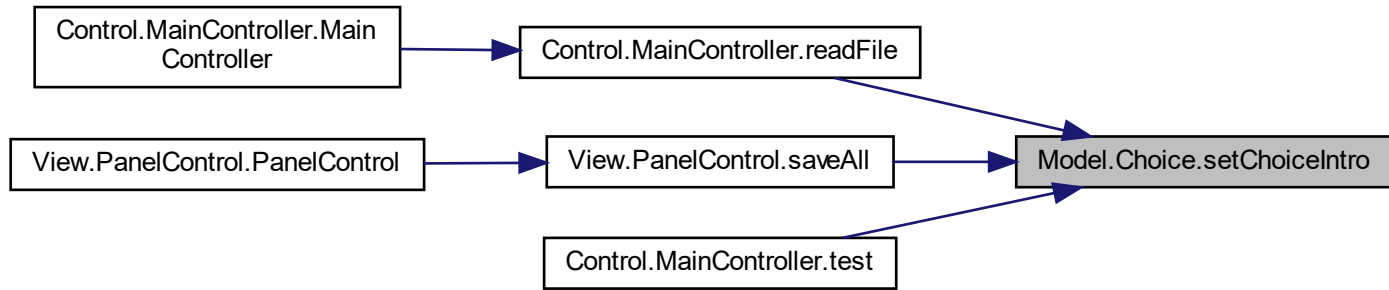 Control.MainController.Main
Controller
Control.MainController.readFile
View.PanelControl.PanelControl
View.PanelControl.saveAll
Model.Choice.setChoiceIntro
Control.MainController.test